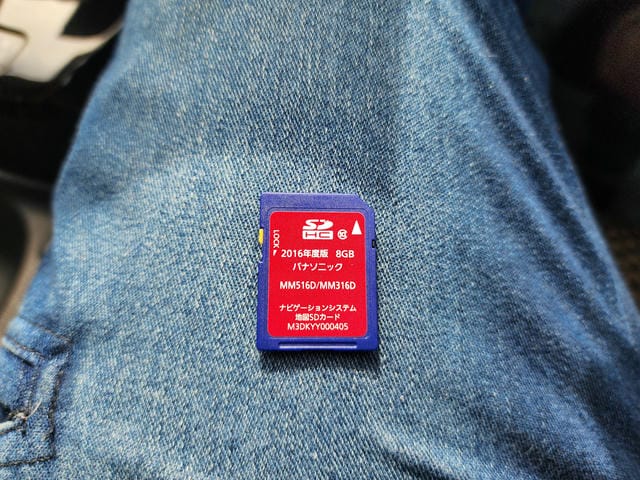 SD
HC ⑩
LOCK
2016年度版 8GB
パナソニック
MM516D/MM316D
ナビゲーションシステム
地図SDカード
M3DKYY000405